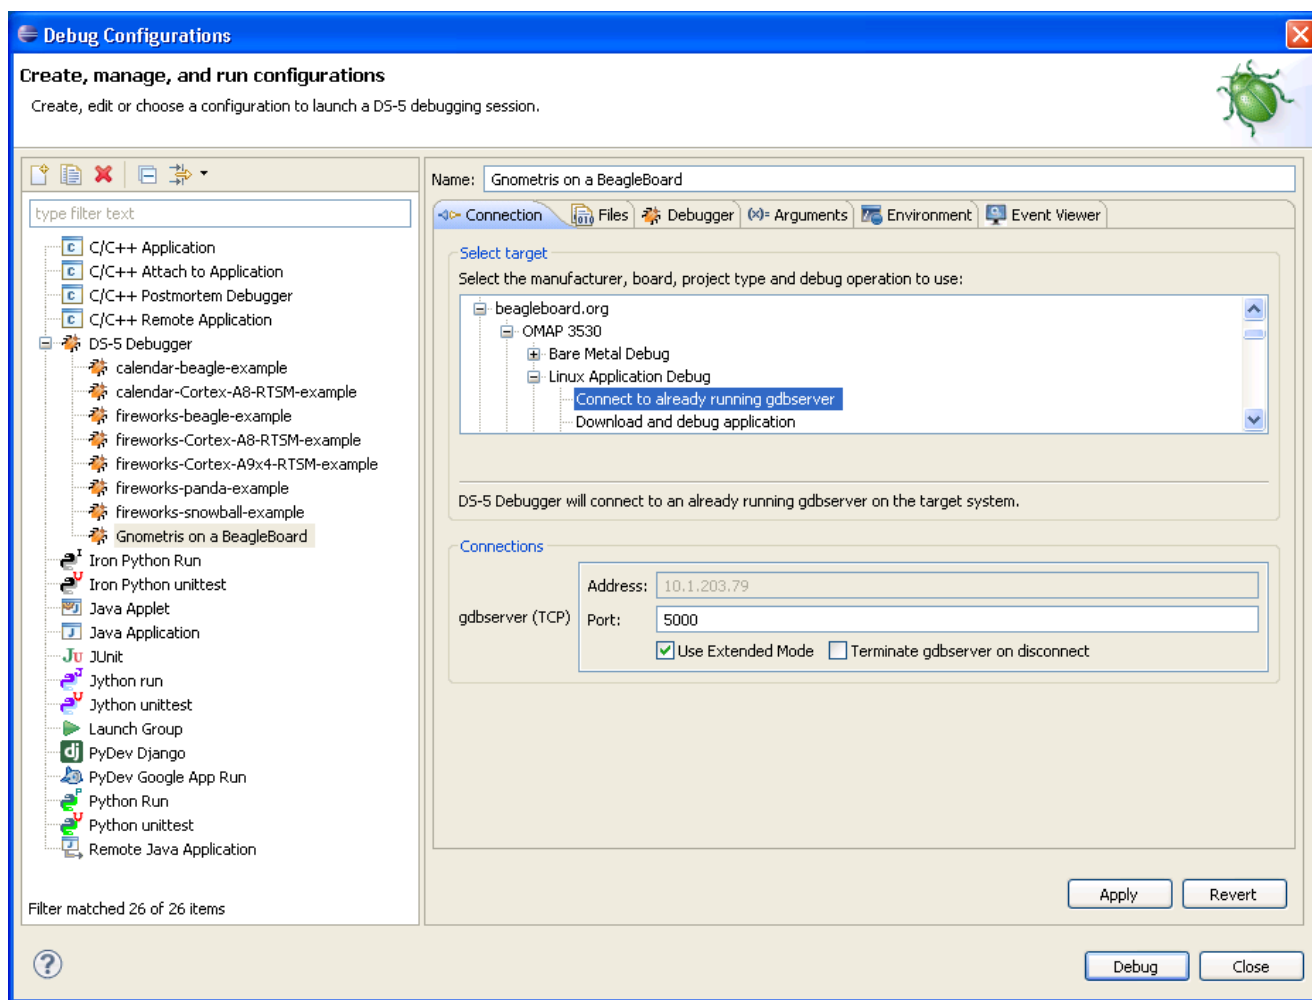 Debug Configurations
Create, manage, and run configurations
Create, edit or choose a configuration to launch a DS-5 debugging session.
type filter text
C/C++ Application
C/C++ Attach to Application
C/C++ Postmortem Debugger
C/C++ Remote Application
DS-5 Debugger
calendar-beagle-example
calendar-Cortex-A8-RTSM-example
fireworks-beagle-example
fireworks-Cortex-A8-RTSM-example
fireworks-Cortex-A9x4-RTSM-example
fireworks-panda-example
fireworks-snowball-example
Gnometris on a BeagleBoard
Iron Python Run
Iron Python unittest
Java Applet
Java Application
JUnit
Jython run
Jython unittest
Launch Group
PyDev Django
PyDev Google App Run
Python Run
Python unittest
Remote Java Application
Filter matched 26 of 26 items
Name: Gnometris on a BeagleBoard
Connection Files Debugger (x)= Arguments Environment Event Viewer
Select target
Select the manufacturer, board, project type and debug operation to use:
beagleboard.org
OMAP 3530
Bare Metal Debug
Linux Application Debug
Connect to already running gdbserver
Download and debug application
DS-5 Debugger will connect to an already running gdbserver on the target system.
Connections
Address: 10.1.203.79
gdbserver (TCP) Port: 5000
Use Extended Mode Terminate gdbserver on disconnect
Apply Revert
Debug Close